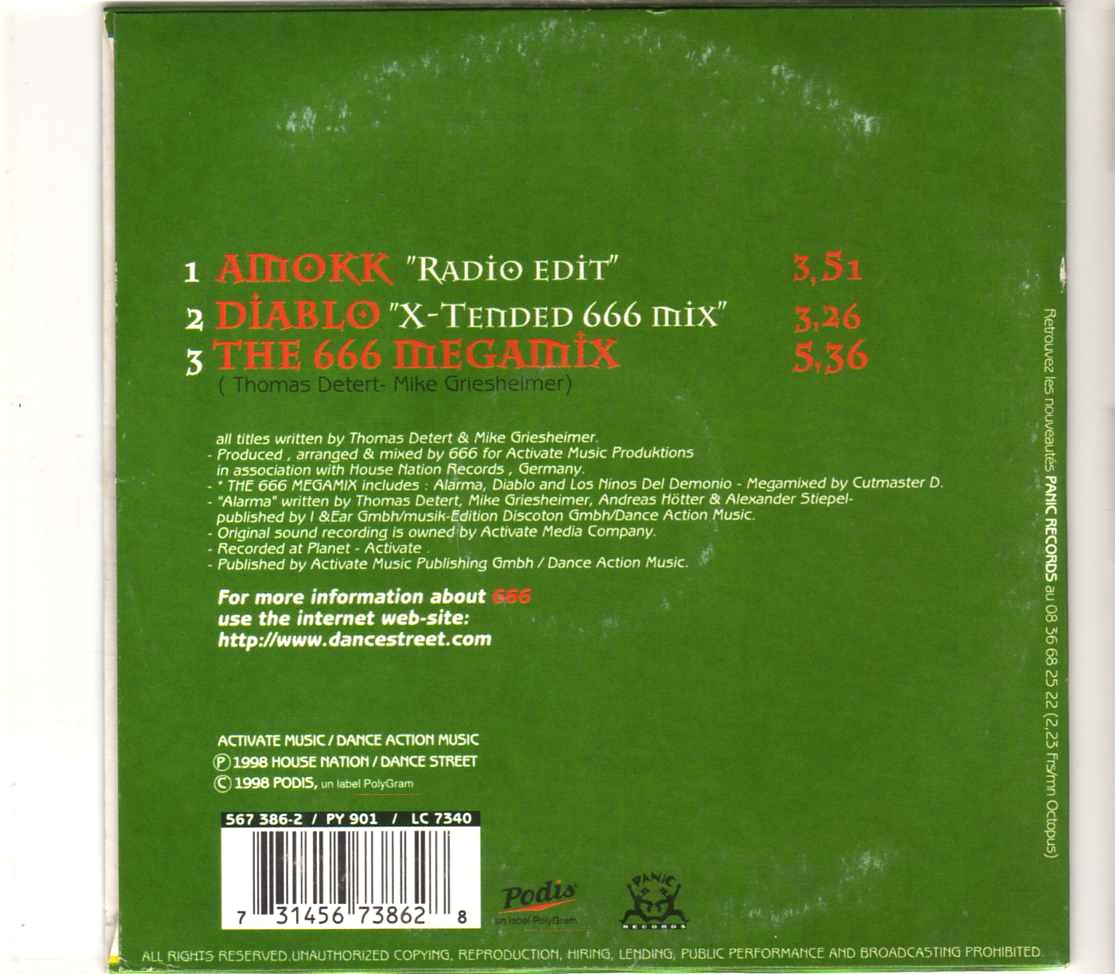 1 AMOKK "RADIO EDIT" 3,51
2 DIABLO "X-TENDED 666 MIX" 3,26
3 THE 666 MEGAMIX 5,36
( Thomas Detert- Mike Griesheimer)
all titles written by Thomas Detert & Mike Griesheimer.
- Produced , arranged & mixed by 666 for Activate Music Produktions
in association with House Nation Records , Germany.
- * THE 666 MEGAMIX includes : Alarma, Diablo and Los Ninos Del Demonio - Megamixed by Cutmaster D.
- "Alarma" written by Thomas Detert, Mike Griesheimer, Andreas Hötter & Alexander Stiepel-
published by I &Ear Gmbh/musik-Edition Discoton Gmbh/Dance Action Music.
- Original sound recording is owned by Activate Media Company.
- Recorded at Planet - Activate .
- Published by Activate Music Publishing Gmbh / Dance Action Music.
For more information about 666
use the internet web-site:
http://www.dancestreet.com
ACTIVATE MUSIC / DANCE ACTION MUSIC
Ⓟ 1998 HOUSE NATION / DANCE STREET
© 1998 PODIS, un label PolyGram
567 386-2 / PY 901 / LC 7340
7 31456 73862 8
Podis
un label PolyGram
PANIC
RECORDS
Retrouvez les nouveautés PANIC RECORDS au 08 36 68 25 22 (2,23 Frs/mn Octopus)
ALL RIGHTS RESERVED.UNAUTHORIZED COPYING, REPRODUCTION, HIRING, LENDING, PUBLIC PERFORMANCE AND BROADCASTING PROHIBITED.